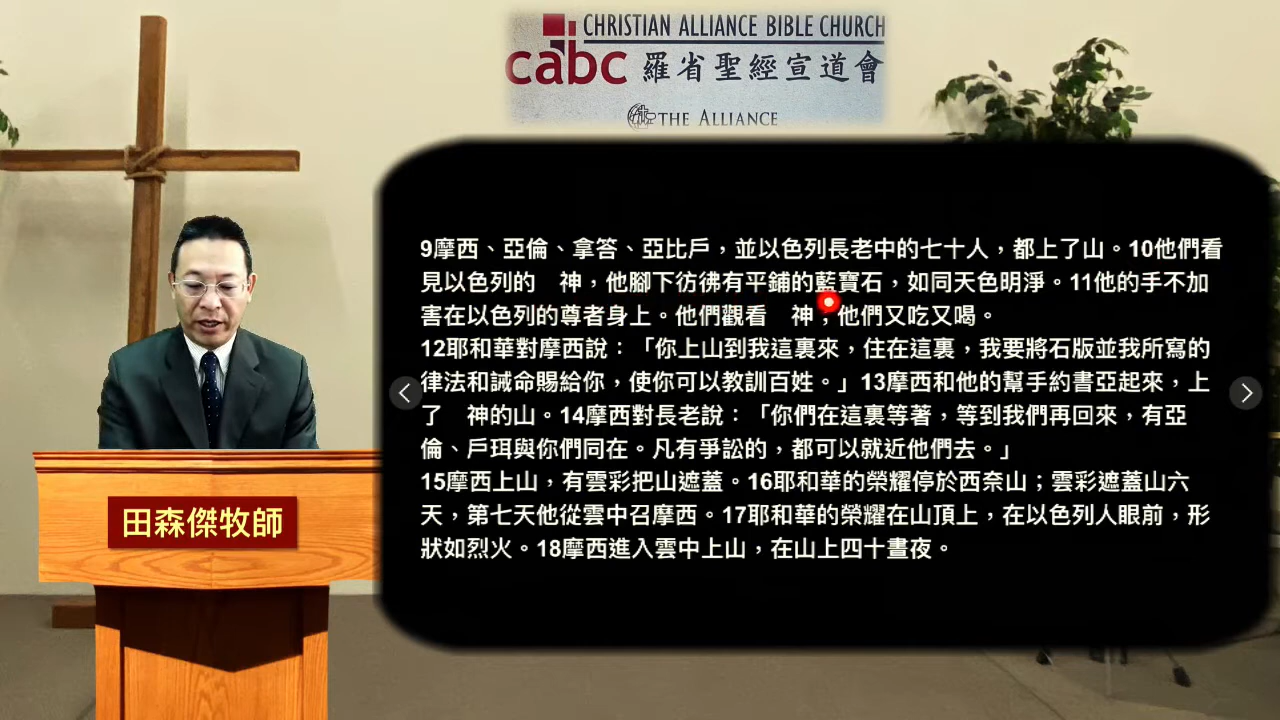 CHRISTIAN ALLIANCE BIBLE CHURCH
cabc 羅省聖經宣道會
THE ALLIANCE
9摩西、亞倫、拿答、亞比戶，並以色列長老中的七十人，都上了山。10他們看
見以色列的　神，他腳下彷彿有平鋪的藍寶石，如同天色明淨。11他的手不加
害在以色列的尊者身上。他們觀看　神；他們又吃又喝。
12耶和華對摩西說：「你上山到我這裏來，住在這裏，我要將石版並我所寫的
律法和誡命賜給你，使你可以教訓百姓。」13摩西和他的幫手約書亞起來，上
了　神的山。14摩西對長老說：「你們在這裏等著，等到我們再回來，有亞
倫、戶珥與你們同在。凡有爭訟的，都可以就近他們去。」
15摩西上山，有雲彩把山遮蓋。16耶和華的榮耀停於西奈山；雲彩遮蓋山六
天，第七天他從雲中召摩西。17耶和華的榮耀在山頂上，在以色列人眼前，形
狀如烈火。18摩西進入雲中上山，在山上四十晝夜。
田森傑牧師